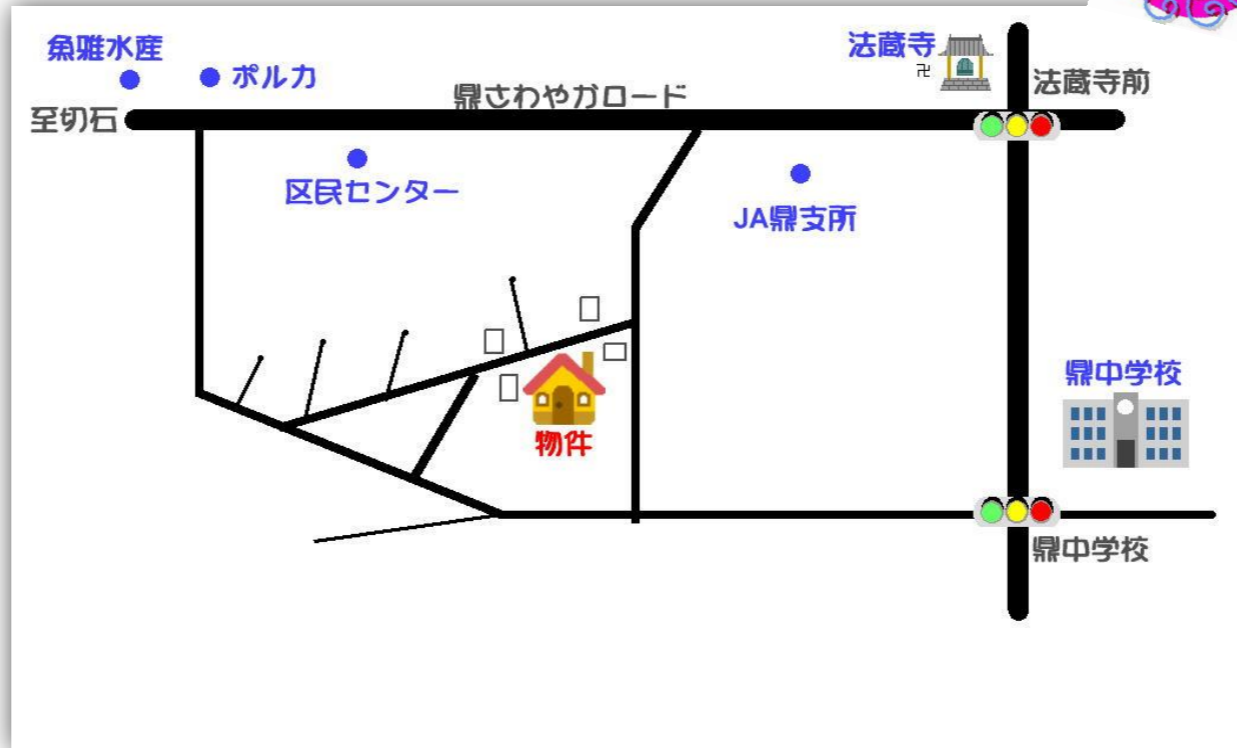 魚雅水産
ポルカ
法蔵寺
卍
法蔵寺前
至切石
鼎さわやかロード
区民センター
JA鼎支所
鼎中学校
物件
鼎中学校